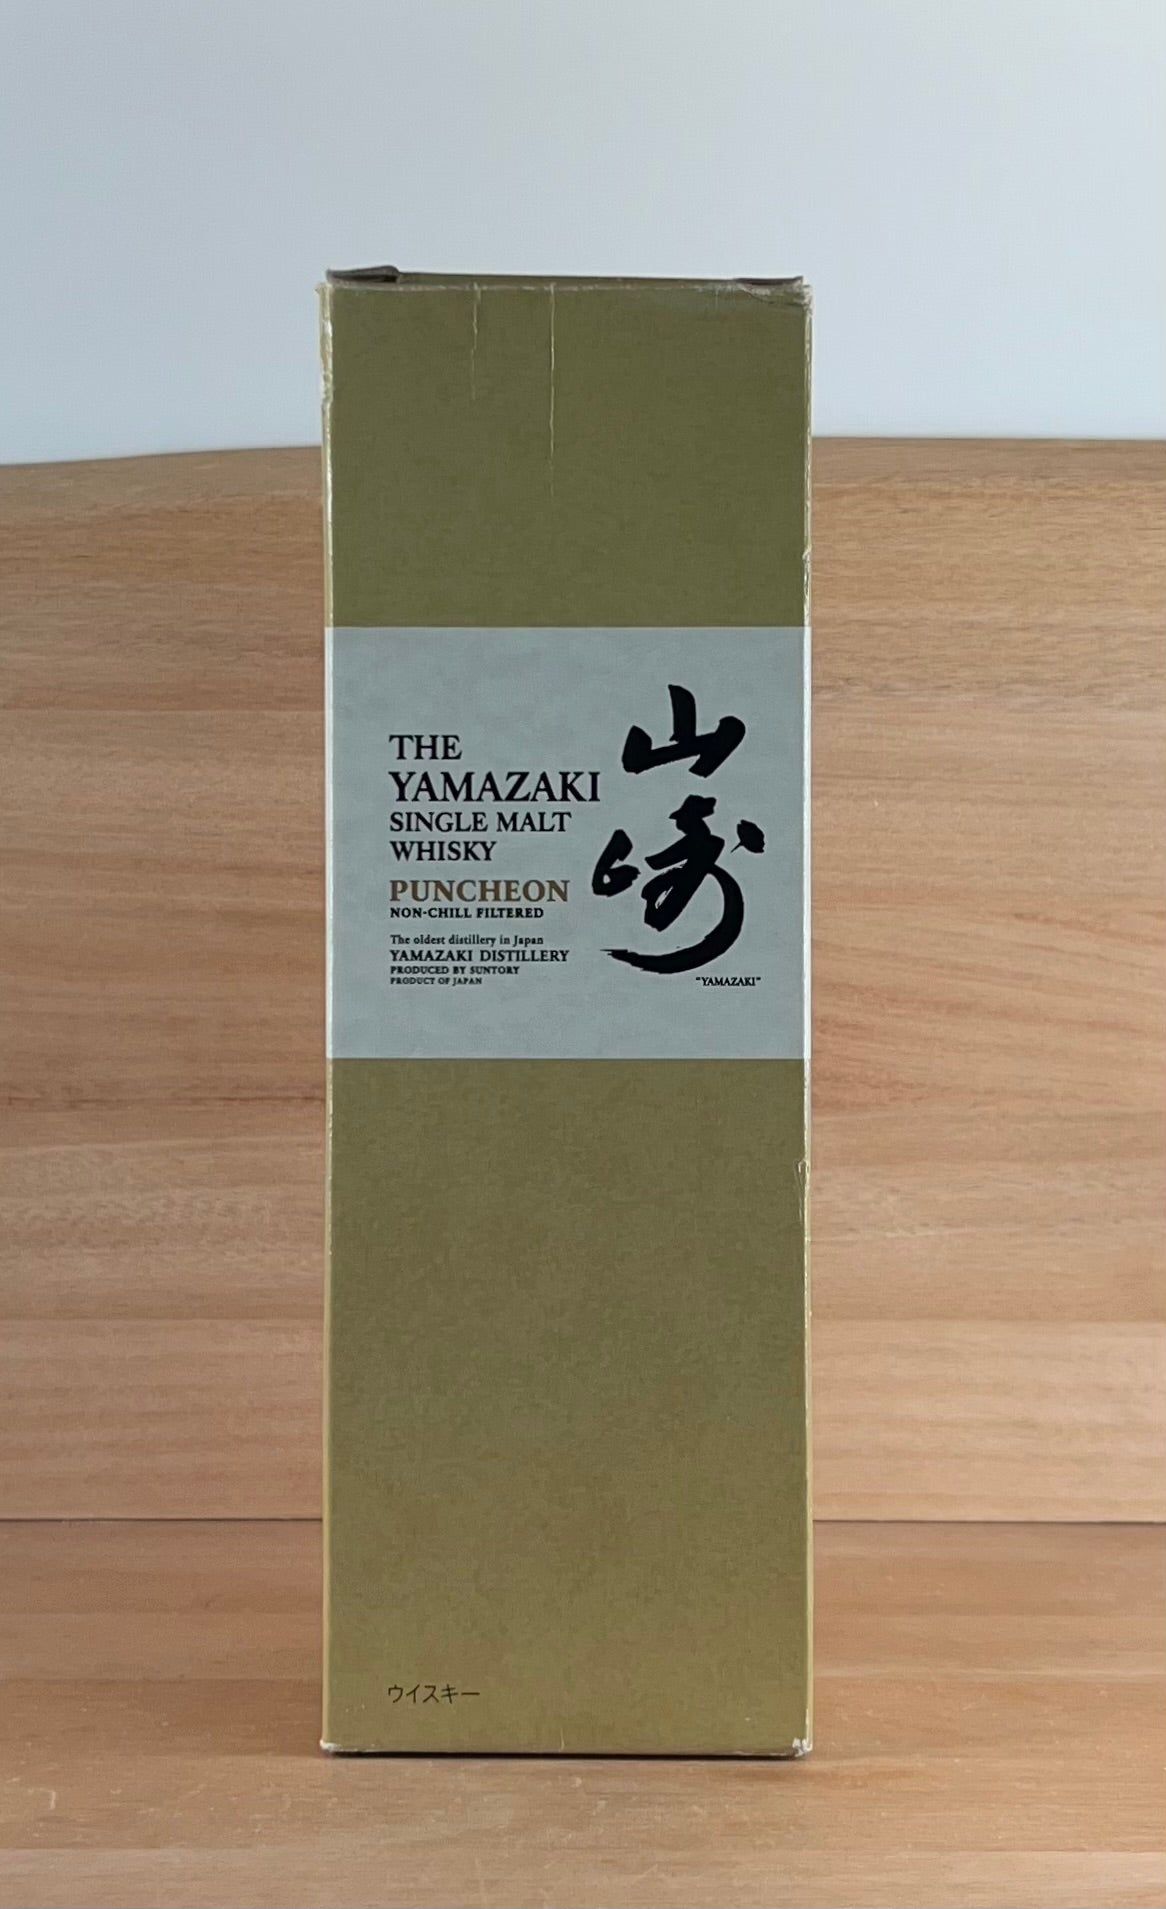 THE
YAMAZAKI
SINGLE MALT
WHISKY
PUNCHEON
NON-CHILL FILTERED
The oldest distillery in Japan
YAMAZAKI DISTILLERY
PRODUCED BY SUNTORY
PRODUCT OF JAPAN
山崎
"YAMAZAKI"
ウイスキー